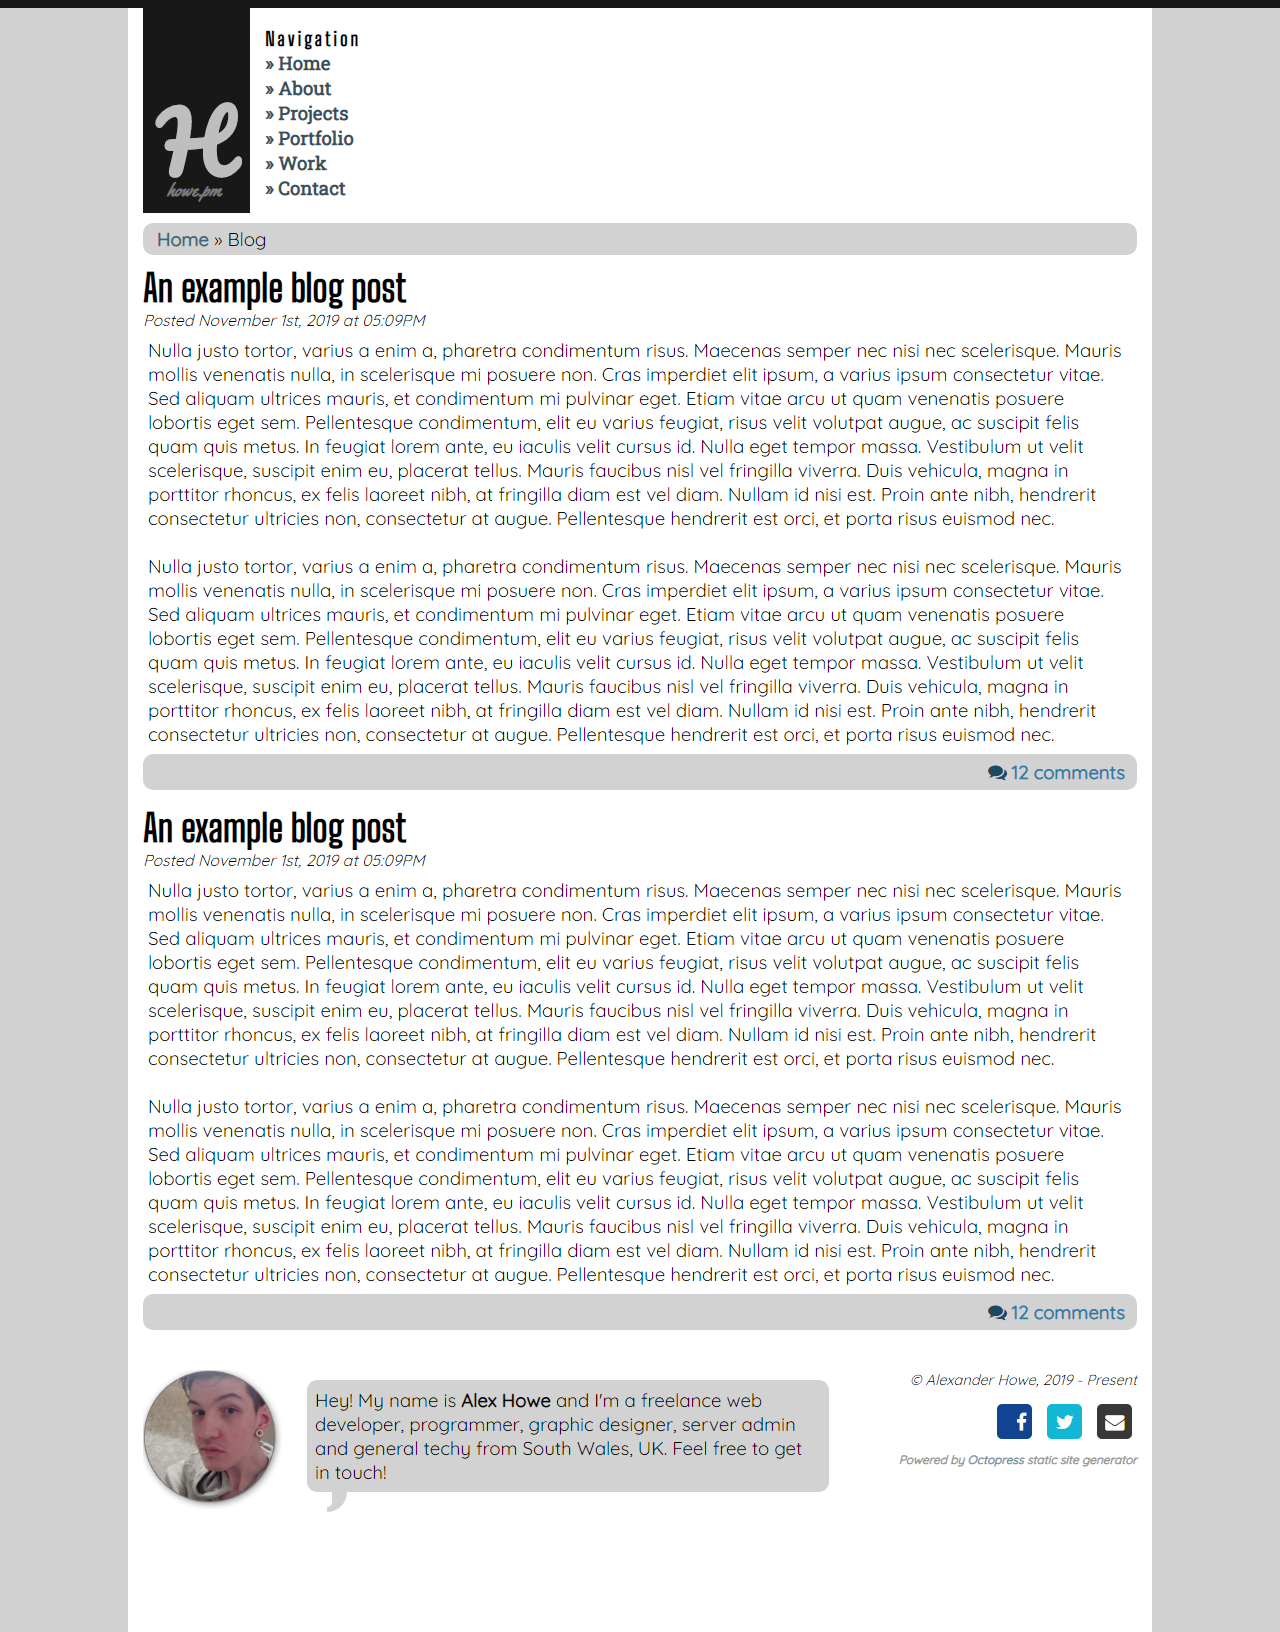 H
howe.pm
Navigation
» Home
» About
» Projects
» Portfolio
» Work
» Contact
Home » Blog
An example blog post
Posted November 1st, 2019 at 05:09PM
Nulla justo tortor, varius a enim a, pharetra condimentum risus. Maecenas semper nec nisi nec scelerisque. Mauris
mollis venenatis nulla, in scelerisque mi posuere non. Cras imperdiet elit ipsum, a varius ipsum consectetur vitae.
Sed aliquam ultrices mauris, et condimentum mi pulvinar eget. Etiam vitae arcu ut quam venenatis posuere
lobortis eget sem. Pellentesque condimentum, elit eu varius feugiat, risus velit volutpat augue, ac suscipit felis
quam quis metus. In feugiat lorem ante, eu iaculis velit cursus id. Nulla eget tempor massa. Vestibulum ut velit
scelerisque, suscipit enim eu, placerat tellus. Mauris faucibus nisl vel fringilla viverra. Duis vehicula, magna in
porttitor rhoncus, ex felis laoreet nibh, at fringilla diam est vel diam. Nullam id nisi est. Proin ante nibh, hendrerit
consectetur ultricies non, consectetur at augue. Pellentesque hendrerit est orci, et porta risus euismod nec.
Nulla justo tortor, varius a enim a, pharetra condimentum risus. Maecenas semper nec nisi nec scelerisque. Mauris
mollis venenatis nulla, in scelerisque mi posuere non. Cras imperdiet elit ipsum, a varius ipsum consectetur vitae.
Sed aliquam ultrices mauris, et condimentum mi pulvinar eget. Etiam vitae arcu ut quam venenatis posuere
lobortis eget sem. Pellentesque condimentum, elit eu varius feugiat, risus velit volutpat augue, ac suscipit felis
quam quis metus. In feugiat lorem ante, eu iaculis velit cursus id. Nulla eget tempor massa. Vestibulum ut velit
scelerisque, suscipit enim eu, placerat tellus. Mauris faucibus nisl vel fringilla viverra. Duis vehicula, magna in
porttitor rhoncus, ex felis laoreet nibh, at fringilla diam est vel diam. Nullam id nisi est. Proin ante nibh, hendrerit
consectetur ultricies non, consectetur at augue. Pellentesque hendrerit est orci, et porta risus euismod nec.
12 comments
An example blog post
Posted November 1st, 2019 at 05:09PM
Nulla justo tortor, varius a enim a, pharetra condimentum risus. Maecenas semper nec nisi nec scelerisque. Mauris
mollis venenatis nulla, in scelerisque mi posuere non. Cras imperdiet elit ipsum, a varius ipsum consectetur vitae.
Sed aliquam ultrices mauris, et condimentum mi pulvinar eget. Etiam vitae arcu ut quam venenatis posuere
lobortis eget sem. Pellentesque condimentum, elit eu varius feugiat, risus velit volutpat augue, ac suscipit felis
quam quis metus. In feugiat lorem ante, eu iaculis velit cursus id. Nulla eget tempor massa. Vestibulum ut velit
scelerisque, suscipit enim eu, placerat tellus. Mauris faucibus nisl vel fringilla viverra. Duis vehicula, magna in
porttitor rhoncus, ex felis laoreet nibh, at fringilla diam est vel diam. Nullam id nisi est. Proin ante nibh, hendrerit
consectetur ultricies non, consectetur at augue. Pellentesque hendrerit est orci, et porta risus euismod nec.
Nulla justo tortor, varius a enim a, pharetra condimentum risus. Maecenas semper nec nisi nec scelerisque. Mauris
mollis venenatis nulla, in scelerisque mi posuere non. Cras imperdiet elit ipsum, a varius ipsum consectetur vitae.
Sed aliquam ultrices mauris, et condimentum mi pulvinar eget. Etiam vitae arcu ut quam venenatis posuere
lobortis eget sem. Pellentesque condimentum, elit eu varius feugiat, risus velit volutpat augue, ac suscipit felis
quam quis metus. In feugiat lorem ante, eu iaculis velit cursus id. Nulla eget tempor massa. Vestibulum ut velit
scelerisque, suscipit enim eu, placerat tellus. Mauris faucibus nisl vel fringilla viverra. Duis vehicula, magna in
porttitor rhoncus, ex felis laoreet nibh, at fringilla diam est vel diam. Nullam id nisi est. Proin ante nibh, hendrerit
consectetur ultricies non, consectetur at augue. Pellentesque hendrerit est orci, et porta risus euismod nec.
12 comments
Hey! My name is Alex Howe and I'm a freelance web
developer, programmer, graphic designer, server admin
and general techy from South Wales, UK. Feel free to get
in touch!
© Alexander Howe, 2019 - Present
Powered by Octopress static site generator